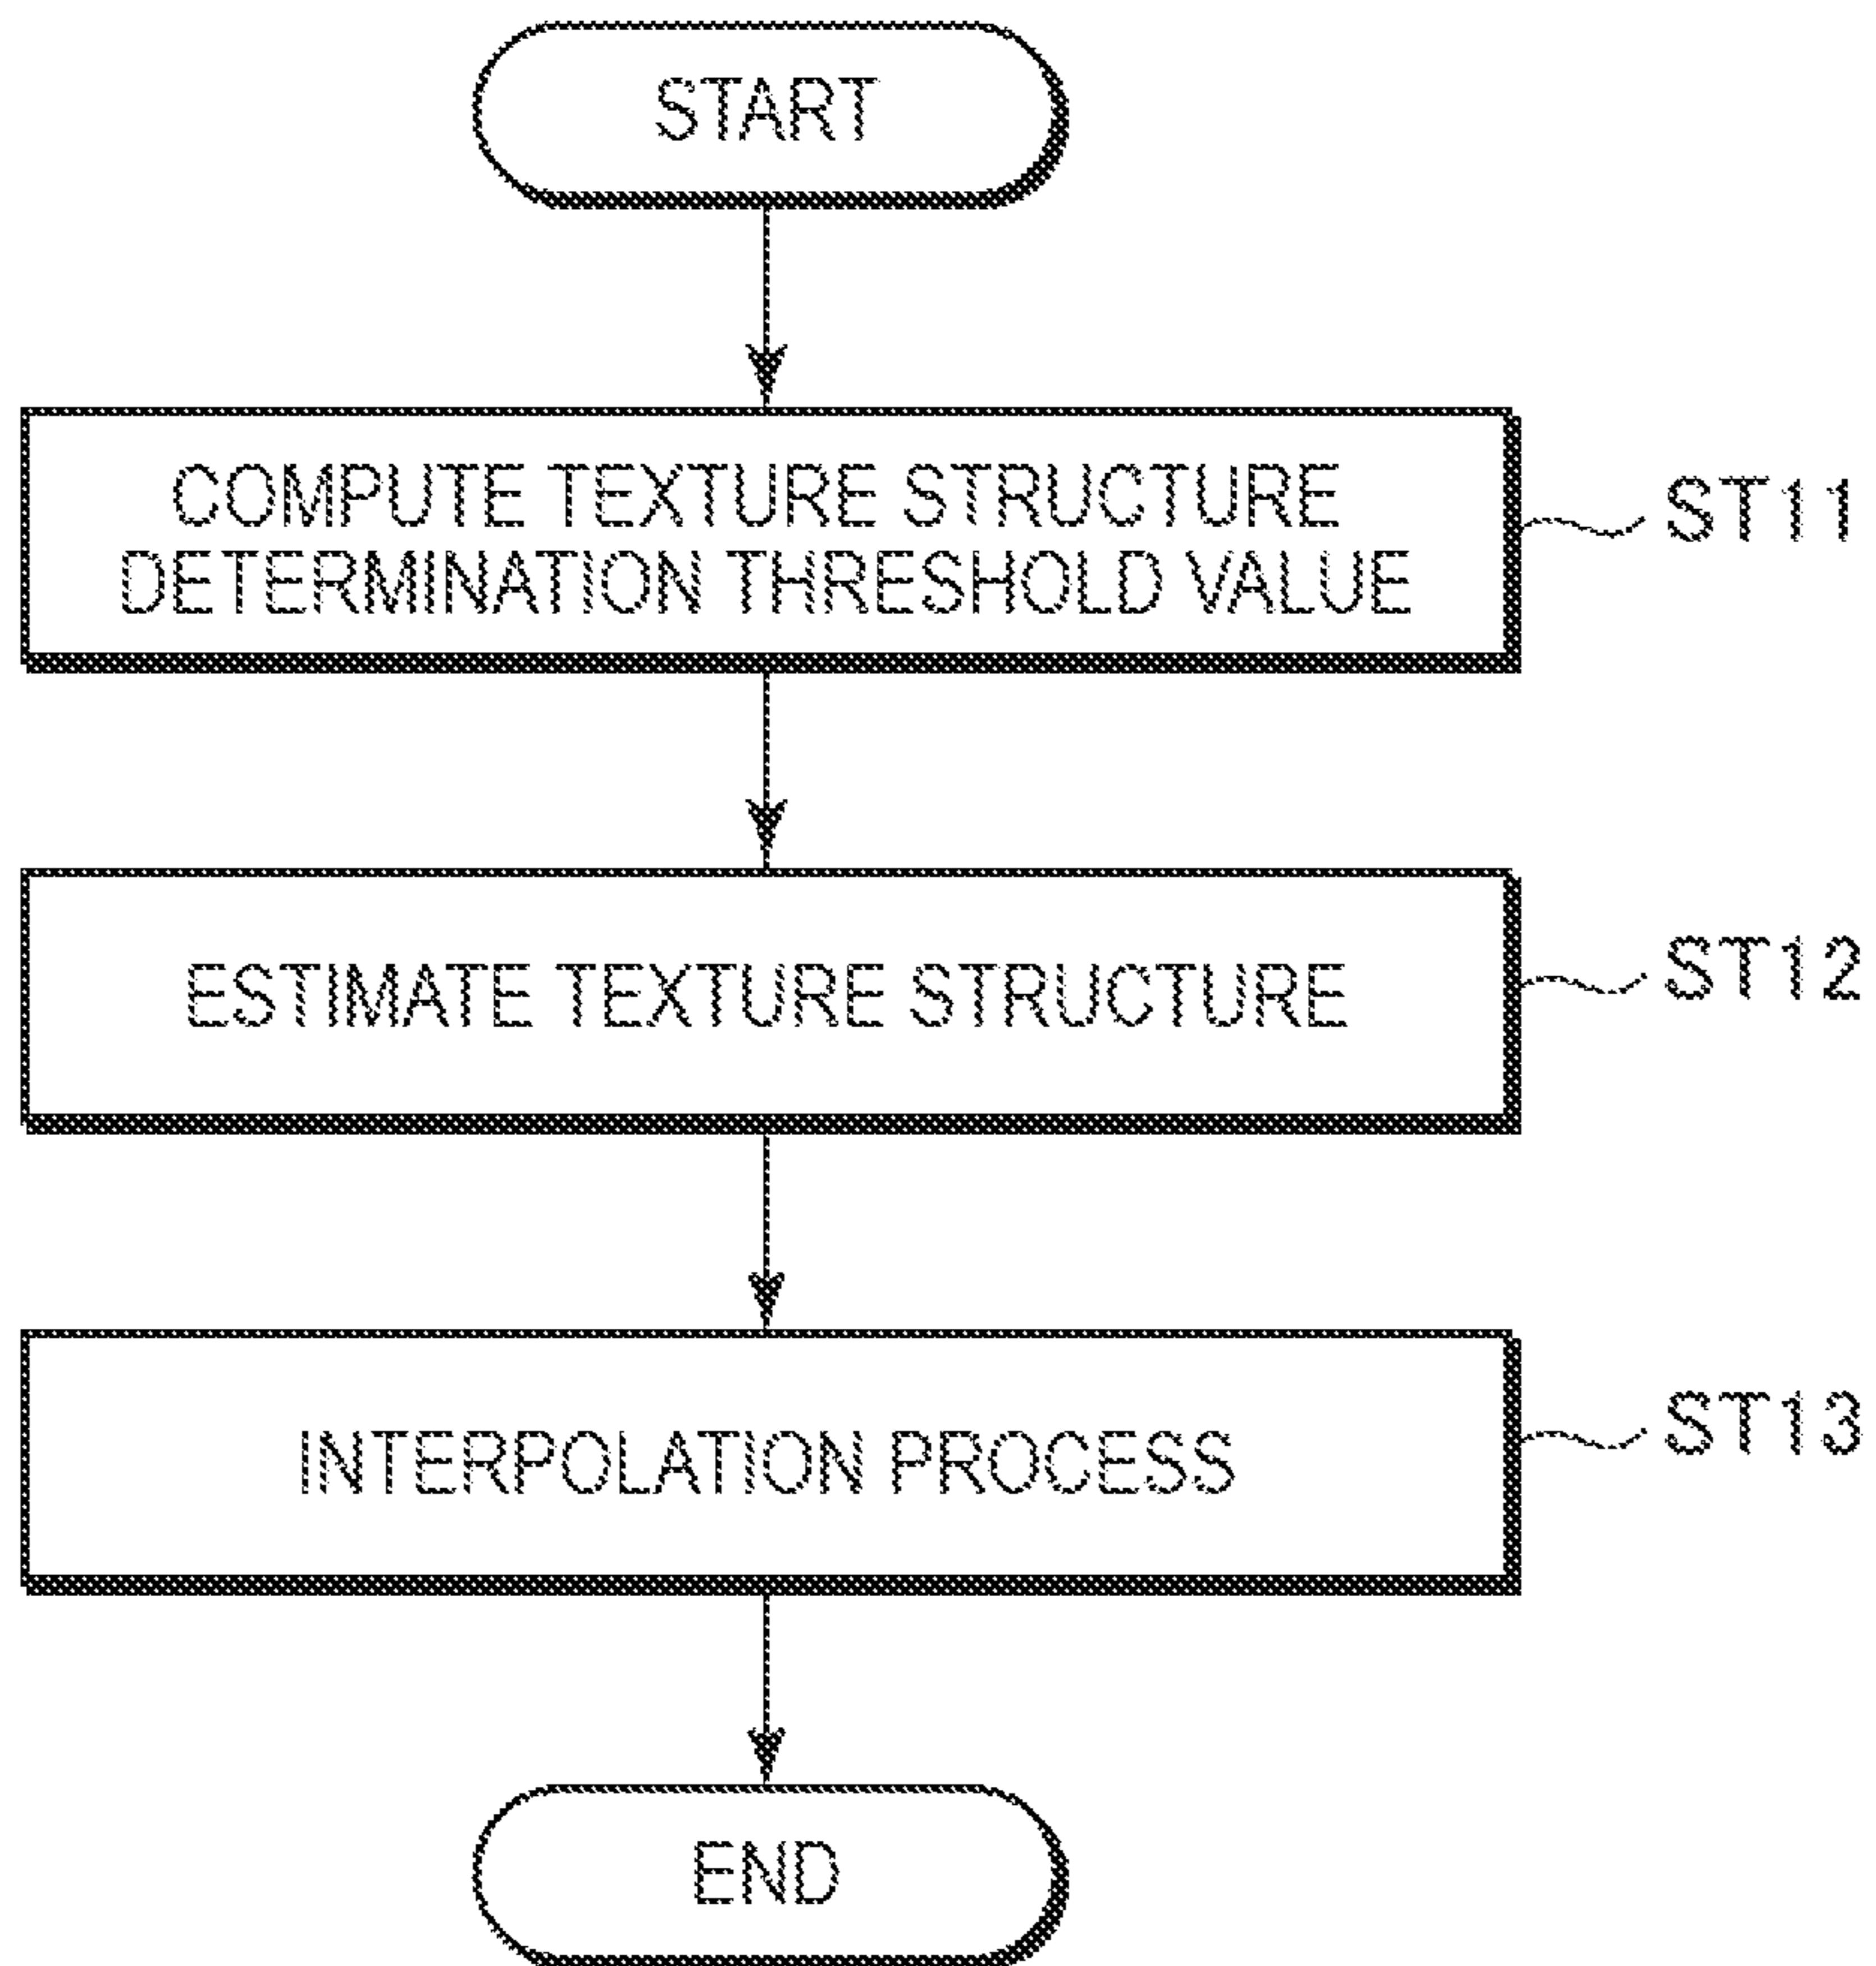 START
COMPUTE TEXTURE STRUCTURE
DETERMINATION THRESHOLD VALUE
ST11
ESTIMATE TEXTURE STRUCTURE
ST12
INTERPOLATION PROCESS
ST13
END